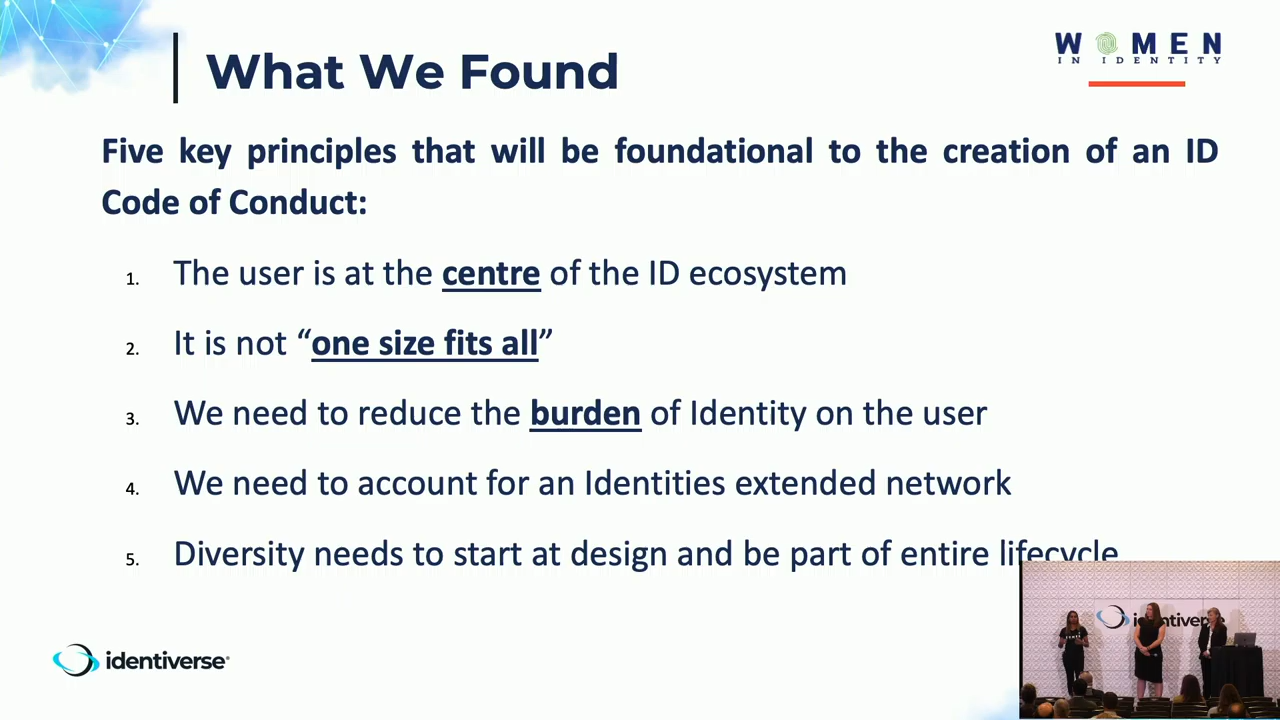 What We Found
WOMEN
IN IDENTITY
Five key principles that will be foundational to the creation of an ID
Code of Conduct:
1. The user is at the centre of the ID ecosystem
2. It is not “one size fits all”
3. We need to reduce the burden of Identity on the user
4. We need to account for an Identities extended network
5. Diversity needs to start at design and be part of entire lifecycle
identiverse®
identiverse